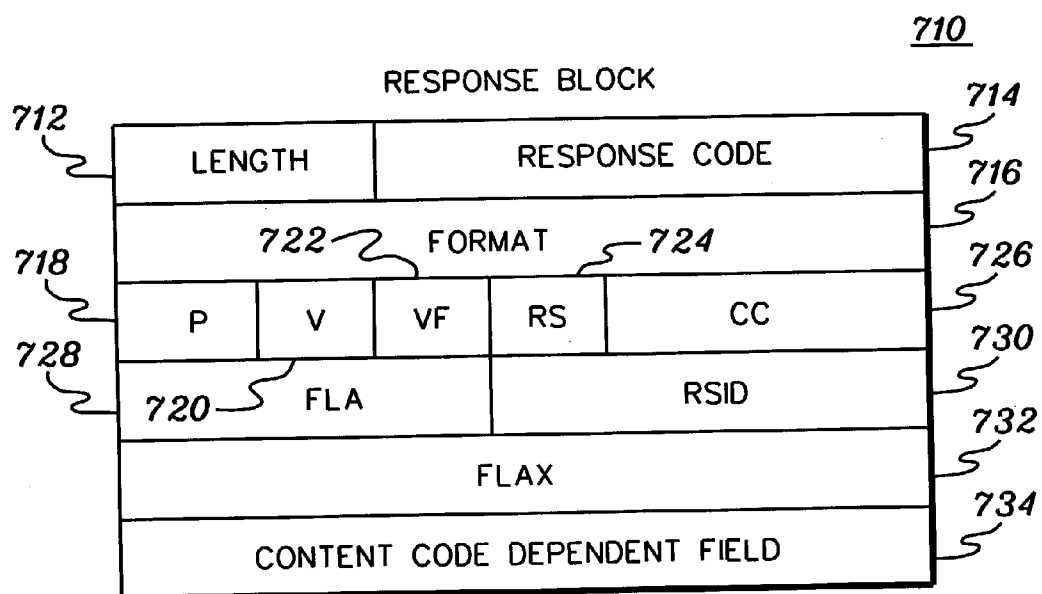 710
RESPONSE BLOCK
712 LENGTH RESPONSE CODE 714
722 FORMAT 724 716
718 P V VF RS CC 726
728 720 FLA RSID 730
FLAX 732
CONTENT CODE DEPENDENT FIELD 734